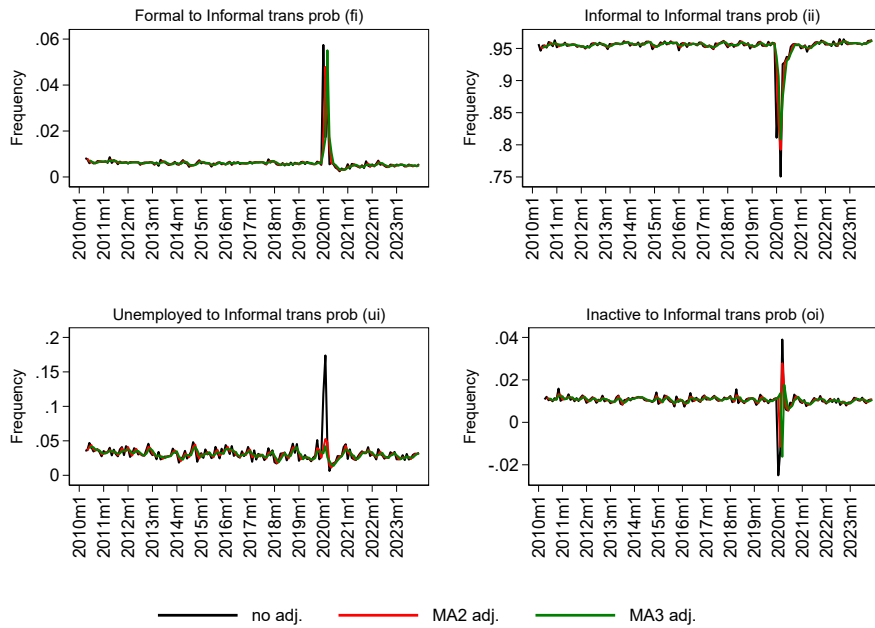 Formal to Informal trans prob (fi)
Frequency
.06
.04
.02
0
2010m1
2011m1
2012m1
2013m1
2014m1
2015m1
2016m1
2017m1
2018m1
2019m1
2020m1
2021m1
2022m1
2023m1
Informal to Informal trans prob (ii)
Frequency
.95
.9
.85
.8
.75
2010m1
2011m1
2012m1
2013m1
2014m1
2015m1
2016m1
2017m1
2018m1
2019m1
2020m1
2021m1
2022m1
2023m1
Unemployed to Informal trans prob (ui)
Frequency
.2
.15
.1
.05
0
2010m1
2011m1
2012m1
2013m1
2014m1
2015m1
2016m1
2017m1
2018m1
2019m1
2020m1
2021m1
2022m1
2023m1
Inactive to Informal trans prob (oi)
Frequency
.04
.02
0
-.02
2010m1
2011m1
2012m1
2013m1
2014m1
2015m1
2016m1
2017m1
2018m1
2019m1
2020m1
2021m1
2022m1
2023m1
no adj. MA2 adj. MA3 adj.